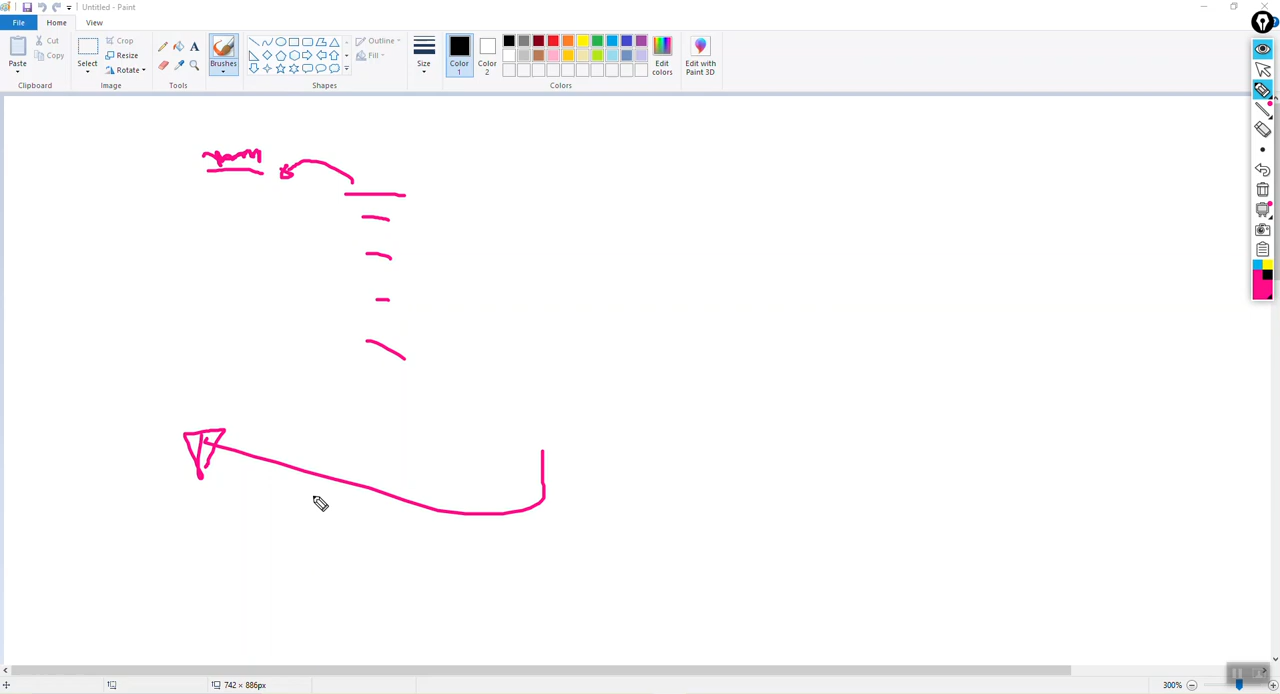 Untitled - Paint
File Home View
Paste
Cut
Copy
Clipboard
Select
Crop
Resize
Rotate
Image
Tools
Brushes
Outline
Fill
Shapes
Size
Color 1
Color 2
Edit colors
Colors
Edit with Paint 3D
742 × 886px
300%